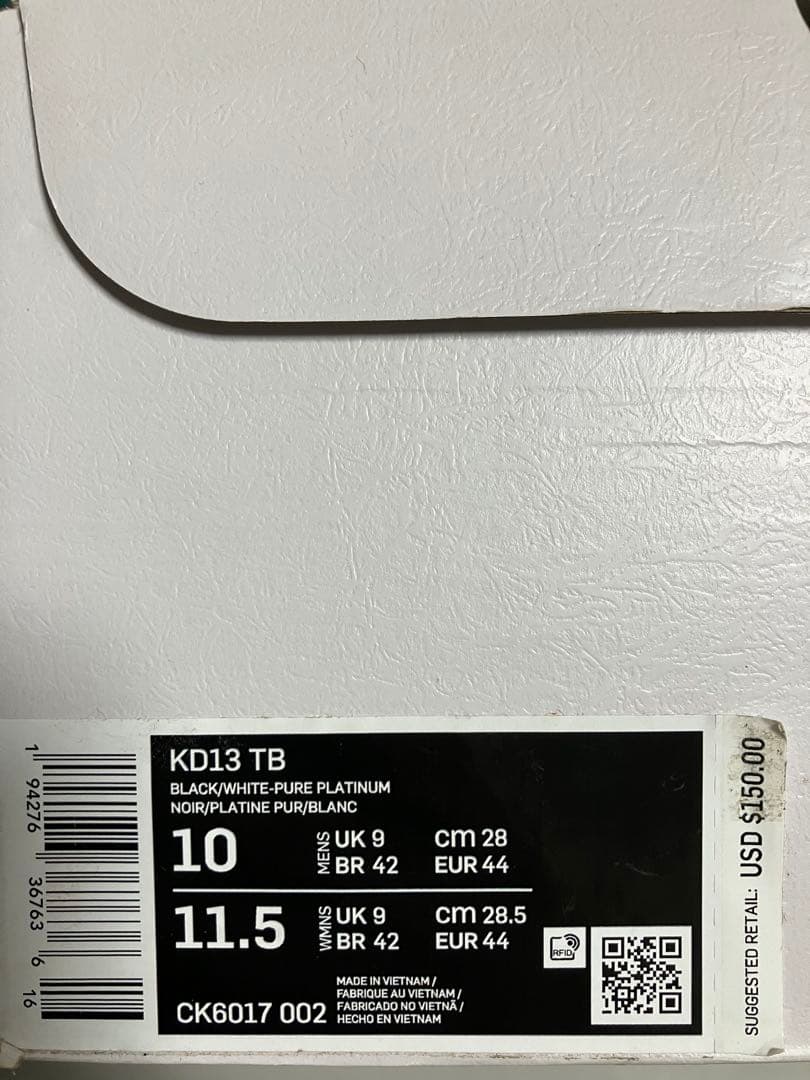 KD13 TB
BLACK/WHITE-PURE PLATINUM
NOIR/PLATINE PUR/BLANC
10
MENS
UK 9 cm 28
BR 42 EUR 44
11.5
WMNS
UK 9 cm 28.5
BR 42 EUR 44
RFID
CK6017 002
MADE IN VIETNAM /
FABRIQUE AU VIETNAM /
FABRICADO NO VIETNÃ /
HECHO EN VIETNAM
1 94276 36763 6 16
SUGGESTED RETAIL: USD $150.00